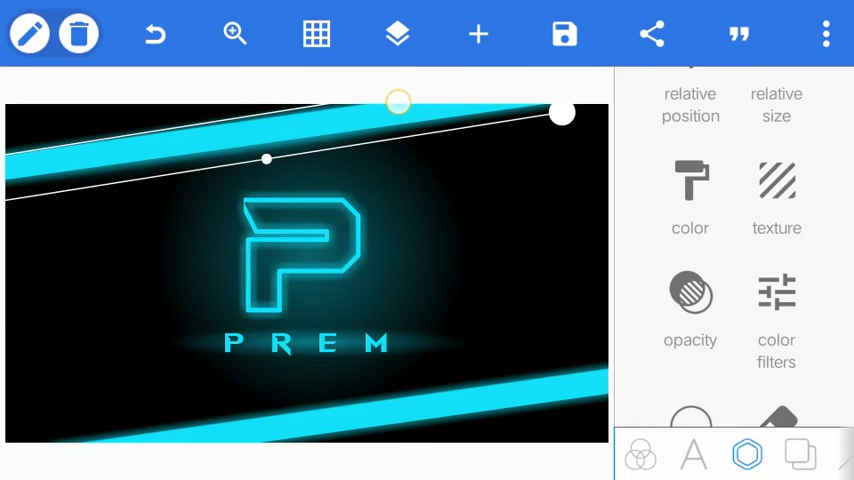 relative
position
relative
size
color
texture
opacity
color
filters
P
PREM
A